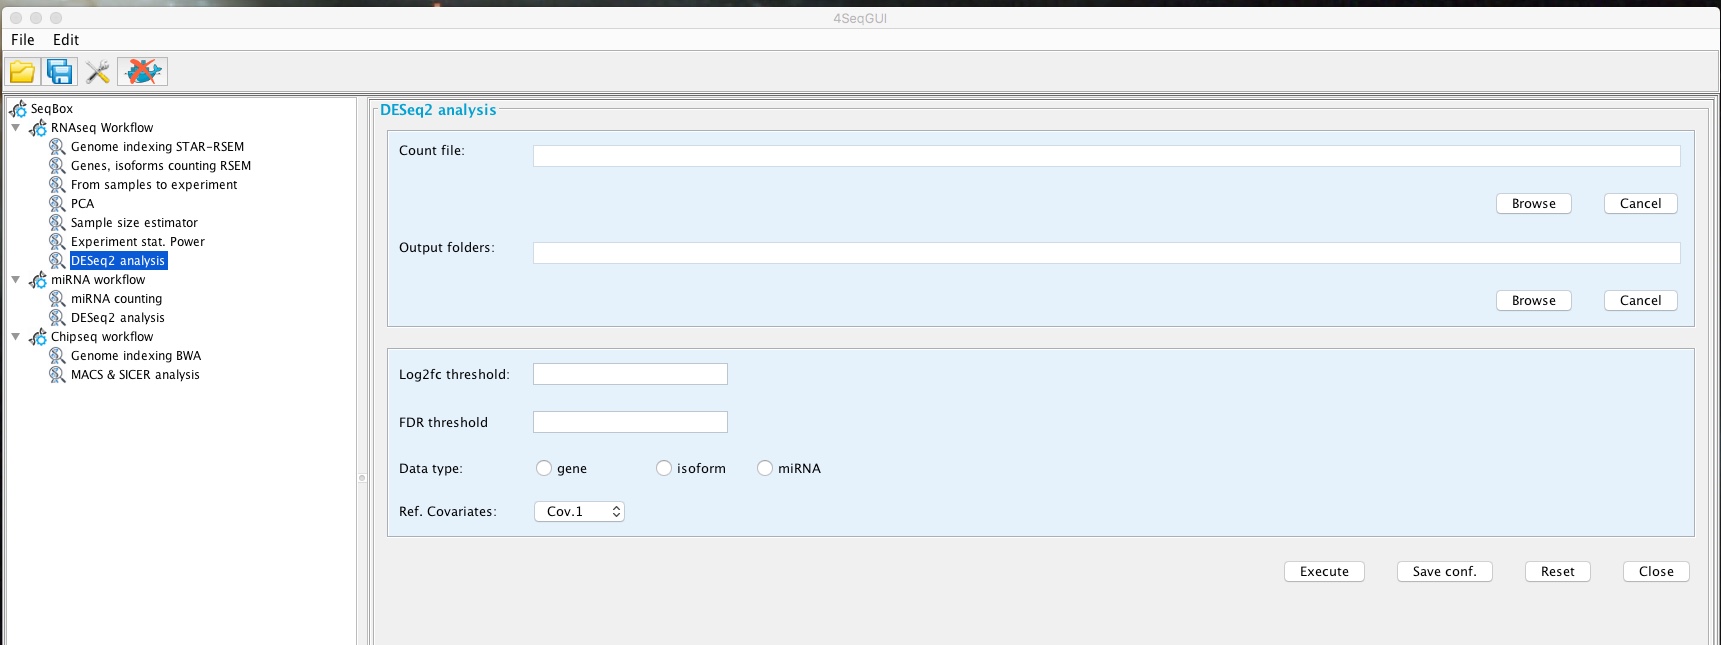 4SeqGUI
File Edit
SeqBox
RNAseq Workflow
Genome indexing STAR-RSEM
Genes, isoforms counting RSEM
From samples to experiment
PCA
Sample size estimator
Experiment stat. Power
DESeq2 analysis
miRNA workflow
miRNA counting
DESeq2 analysis
Chipseq workflow
Genome indexing BWA
MACS & SICER analysis
DESeq2 analysis
Count file:
Browse Cancel
Output folders:
Browse Cancel
Log2fc threshold:
FDR threshold
Data type: gene isoform miRNA
Ref. Covariates: Cov.1
Execute Save conf. Reset Close